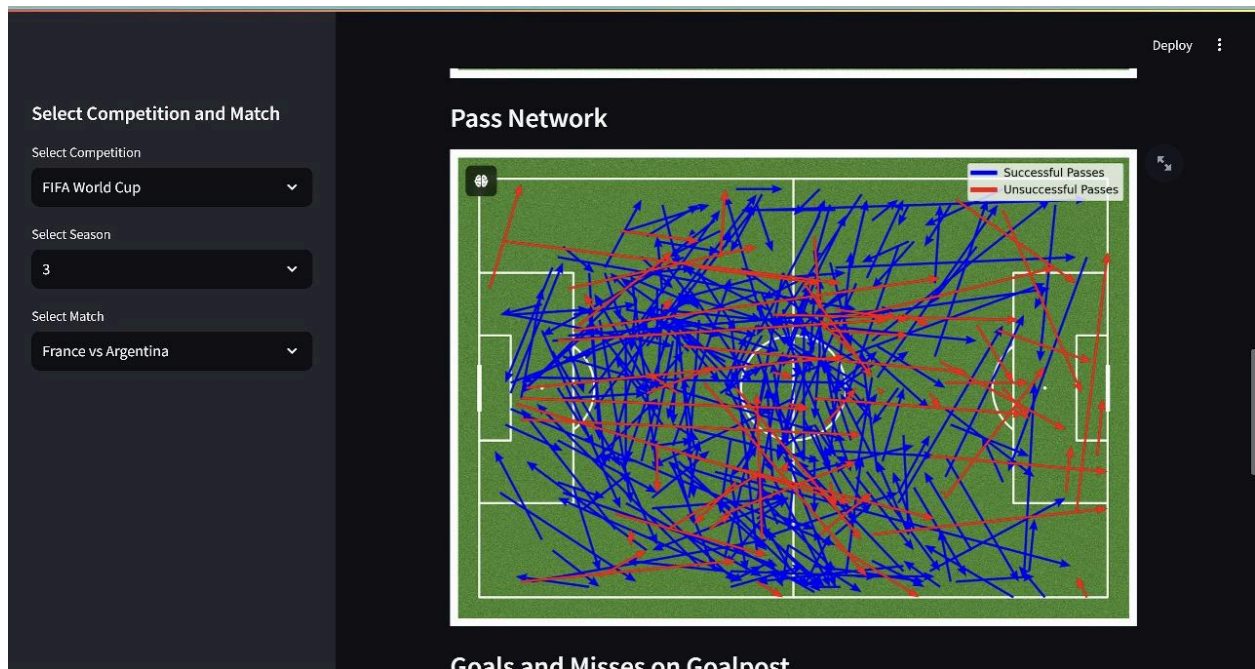 Deploy
Select Competition and Match
Select Competition
FIFA World Cup
Select Season
3
Select Match
France vs Argentina
Pass Network
Successful Passes
Unsuccessful Passes
Goals and Misses on Goalpost